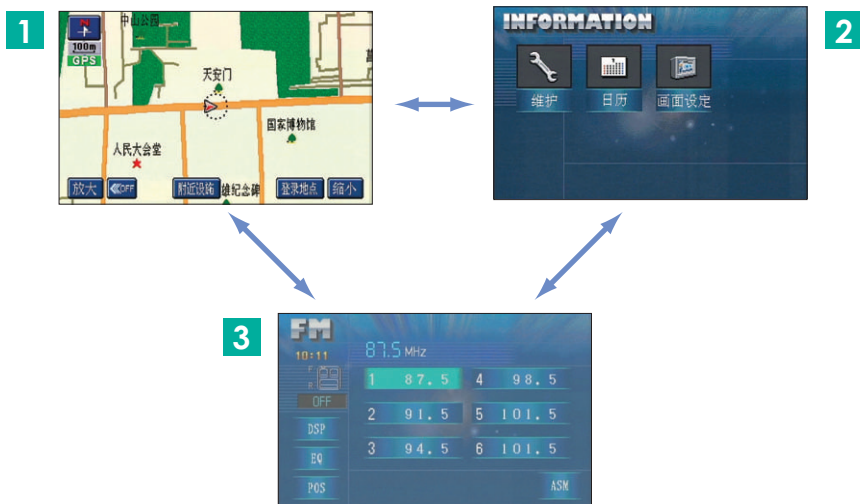 1
中山公园
100m
GPS
天安门
国家博物馆
人民大会堂
放大
OFF
附近设施
雄纪念碑
登录地点
缩小
2
INFORMATION
维护
日历
画面设定
3
FM
10:11
87.5 MHz
F
R
OFF
1 87.5 4 98.5
2 91.5 5 101.5
3 94.5 6 101.5
DSP
EQ
POS
ASM